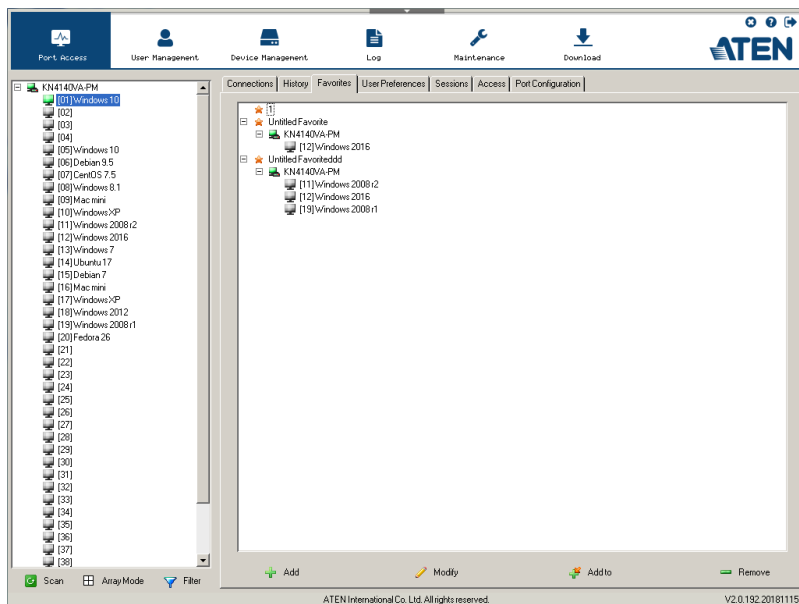 Port Access
User Management
Device Management
Log
Maintenance
Download
ATEN
KN4140VA-PM
[01]Windows 10
[02]
[03]
[04]
[05]Windows 10
[06]Debian 9.5
[07]CentOS 7.5
[08]Windows 8.1
[09]Mac mini
[10]Windows XP
[11]Windows 2008 r2
[12]Windows 2016
[13]Windows 7
[14]Ubuntu 17
[15]Debian 7
[16]Mac mini
[17]Windows XP
[18]Windows 2012
[19]Windows 2008 r1
[20]Fedora 26
[21]
[22]
[23]
[24]
[25]
[26]
[27]
[28]
[29]
[30]
[31]
[32]
[33]
[34]
[35]
[36]
[37]
[38]
Scan
Array Mode
Filter
Connections
History
Favorites
User Preferences
Sessions
Access
Port Configuration
1
Untitled Favorite
KN4140VA-PM
[12]Windows 2016
Untitled Favoriteddd
KN4140VA-PM
[11]Windows 2008 r2
[12]Windows 2016
[19]Windows 2008 r1
Add
Modify
Add to
Remove
ATEN International Co. Ltd. All rights reserved.
V2.0.192.20181115